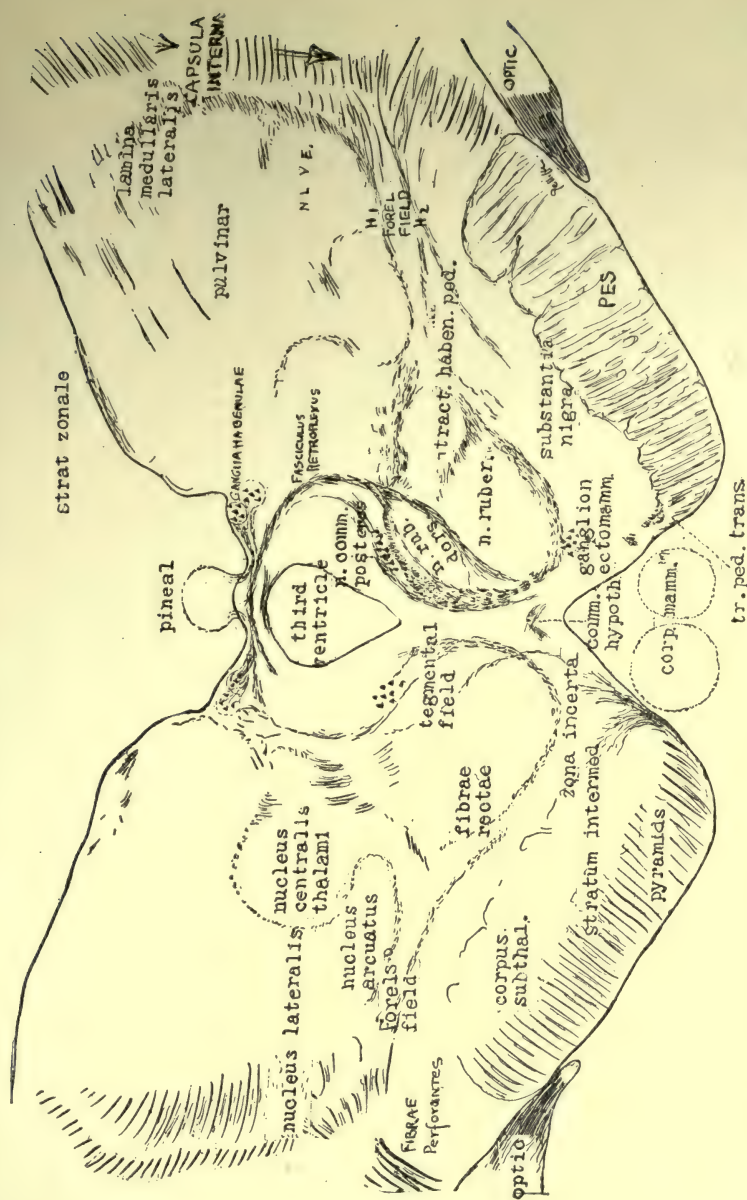 strat zonale
pineal
lamina
medullaris
lateralis
CAPSULA
INTERNA
pulvinar
GANGLIA HABENULAE
N L V E.
FASCICULUS
RETROFLEXUS
third
ventricle
n. comm.
poster
nucleus
centralis
thalami
nucleus lateralis
nucleus
arcuatus
Forels
field
H1
FOREL
FIELD
H2
n rub.
dors
tract. haben. ped.
n. ruber.
tegmental
field
fibrae
rectae
FIBRAE
Perforantes
OPTIC
substantia
nigra
PES
corpus
subthal.
zona incerta
stratum intermed
comm.
hypoth.
ganglion
ectomamm.
pyramids
corp. mamm.
optic
tr. ped. trans.